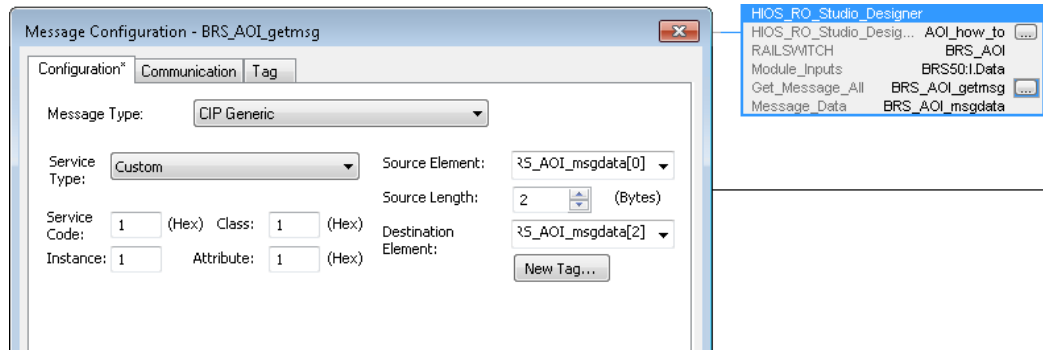 Message Configuration - BRS_AOI_getmsg
Configuration* Communication Tag
Message Type: CIP Generic
Service Type: Custom
Source Element: RS_AOI_msgdata[0]
Source Length: 2 (Bytes)
Service Code: 1 (Hex) Class: 1 (Hex)
Destination Element: RS_AOI_msgdata[2]
Instance: 1 Attribute: 1 (Hex)
New Tag...
HIOS_RO_Studio_Designer
HIOS_RO_Studio_Desig... AOI_how_to ...
RAILSWITCH BRS_AOI
Module_Inputs BRS50:I.Data
Get_Message_All BRS_AOI_getmsg ...
Message_Data BRS_AOI_msgdata